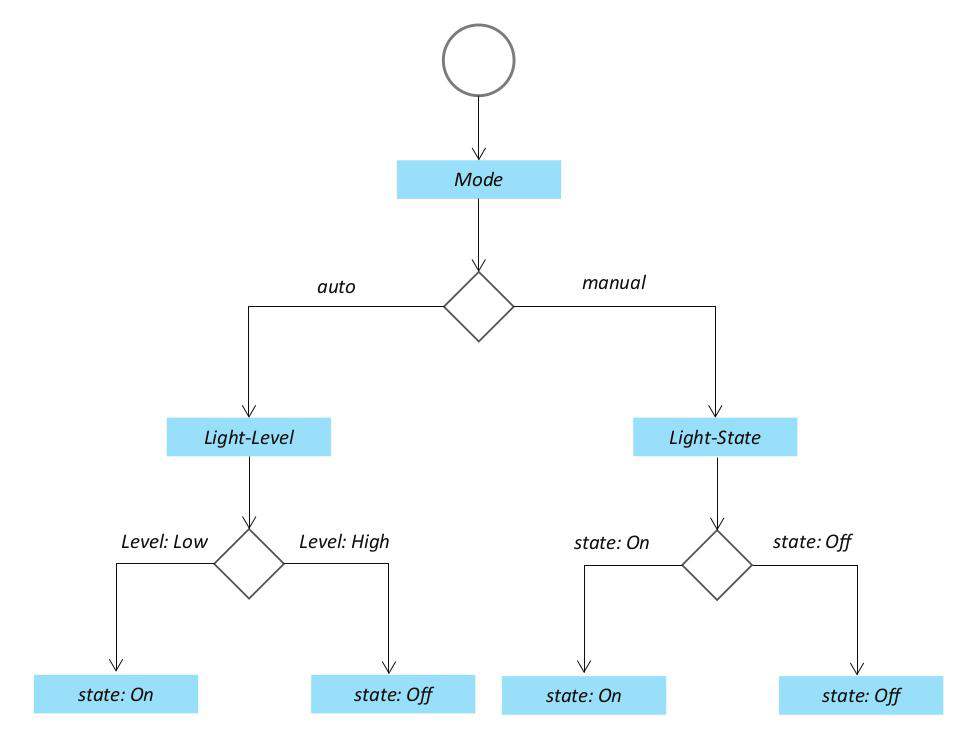 Mode
auto
manual
Light-Level
Light-State
Level: Low
Level: High
state: On
state: Off
state: On
state: Off
state: On
state: Off